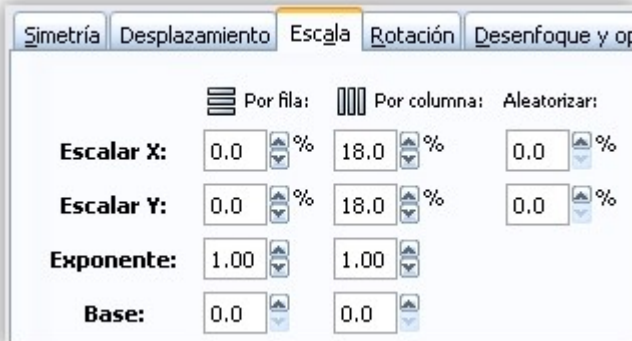 Simetría Desplazamiento Escala Rotación Desenfoque y op
Por fila: Por columna: Aleatorizar:
Escalar X: 0.0 % 18.0 % 0.0 %
Escalar Y: 0.0 % 18.0 % 0.0 %
Exponente: 1.00 1.00
Base: 0.0 0.0